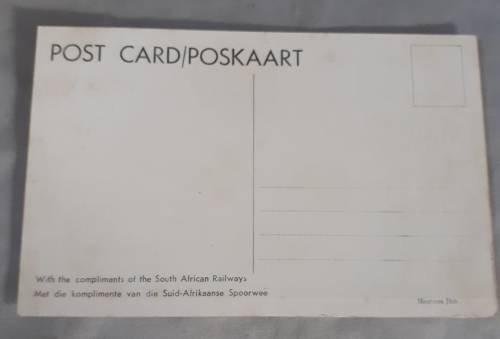 POST CARD/POSKAART
With the compliments of the South African Railways
Met die komplimente van die Suid-Afrikaanse Spoorweë